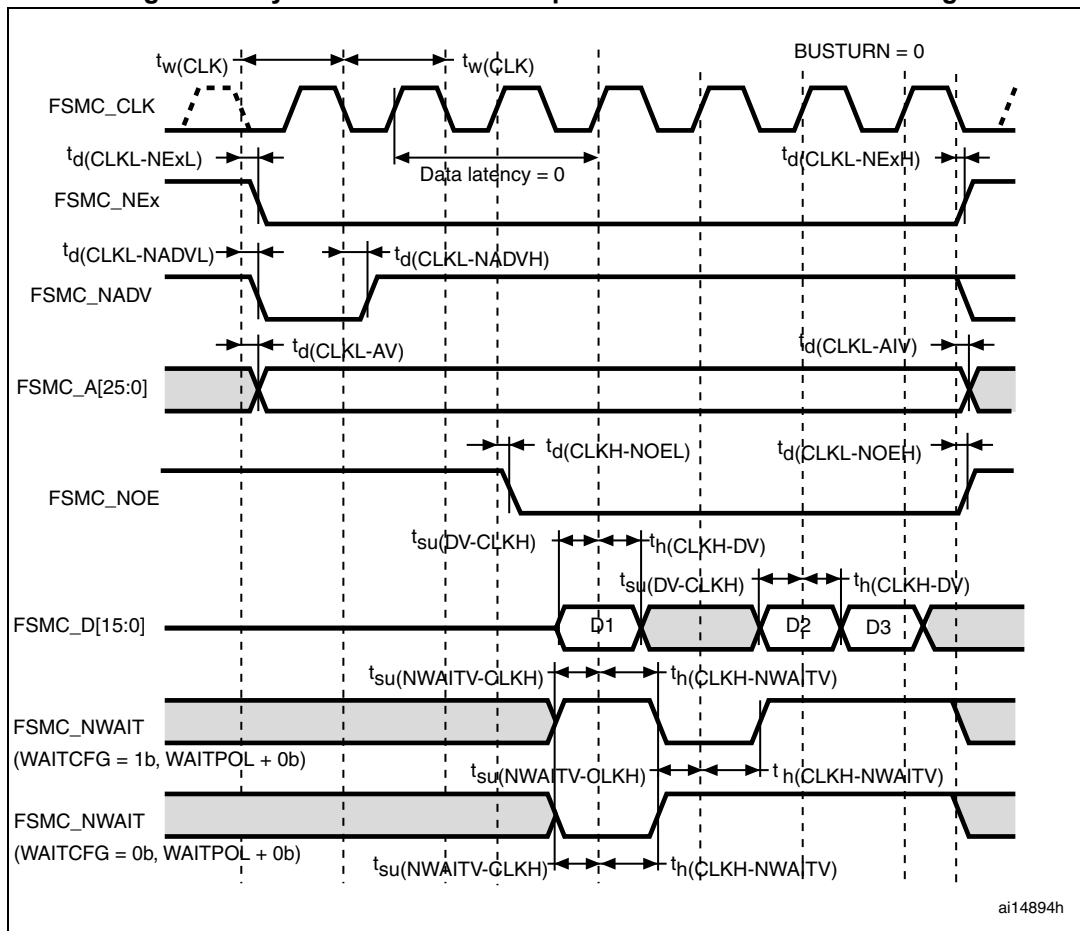 BUSTURN = 0
tw(CLK) tw(CLK)
FSMC_CLK
td(CLKL-NExL) Data latency = 0 td(CLKL-NExH)
FSMC_NEx
td(CLKL-NADVL) td(CLKL-NADVH)
FSMC_NADV
td(CLKL-AV) td(CLKL-AIV)
FSMC_A[25:0]
td(CLKH-NOEL) td(CLKL-NOEH)
FSMC_NOE
tsu(DV-CLKH) th(CLKH-DV)
tsu(DV-CLKH) th(CLKH-DV)
FSMC_D[15:0] D1 D2 D3
tsu(NWAITV-CLKH) th(CLKH-NWAITV)
FSMC_NWAIT
(WAITCFG = 1b, WAITPOL + 0b)
tsu(NWAITV-CLKH) th(CLKH-NWAITV)
FSMC_NWAIT
(WAITCFG = 0b, WAITPOL + 0b)
tsu(NWAITV-CLKH) th(CLKH-NWAITV)
ai14894h